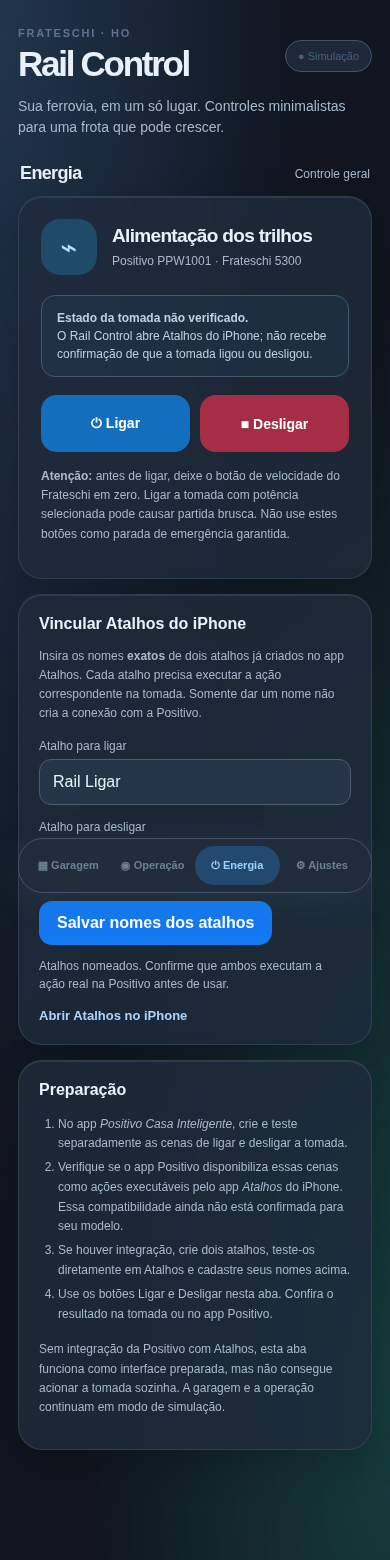 FRATESCHI · HO
Rail Control
● Simulação
Sua ferrovia, em um só lugar. Controles minimalistas
para uma frota que pode crescer.
Energia
Controle geral
Alimentação dos trilhos
Positivo PPW1001 · Frateschi 5300
Estado da tomada não verificado.
O Rail Control abre Atalhos do iPhone; não recebe
confirmação de que a tomada ligou ou desligou.
⏻ Ligar
■ Desligar
Atenção: antes de ligar, deixe o botão de velocidade do
Frateschi em zero. Ligar a tomada com potência
selecionada pode causar partida brusca. Não use estes
botões como parada de emergência garantida.
Vincular Atalhos do iPhone
Insira os nomes exatos de dois atalhos já criados no app
Atalhos. Cada atalho precisa executar a ação
correspondente na tomada. Somente dar um nome não
cria a conexão com a Positivo.
Atalho para ligar
Rail Ligar
Atalho para desligar
▦ Garagem
◉ Operação
⏻ Energia
⚙ Ajustes
Salvar nomes dos atalhos
Atalhos nomeados. Confirme que ambos executam a
ação real na Positivo antes de usar.
Abrir Atalhos no iPhone
Preparação
1. No app Positivo Casa Inteligente, crie e teste
separadamente as cenas de ligar e desligar a tomada.
2. Verifique se o app Positivo disponibiliza essas cenas
como ações executáveis pelo app Atalhos do iPhone.
Essa compatibilidade ainda não está confirmada para
seu modelo.
3. Se houver integração, crie dois atalhos, teste-os
diretamente em Atalhos e cadastre seus nomes acima.
4. Use os botões Ligar e Desligar nesta aba. Confira o
resultado na tomada ou no app Positivo.
Sem integração da Positivo com Atalhos, esta aba
funciona como interface preparada, mas não consegue
acionar a tomada sozinha. A garagem e a operação
continuam em modo de simulação.